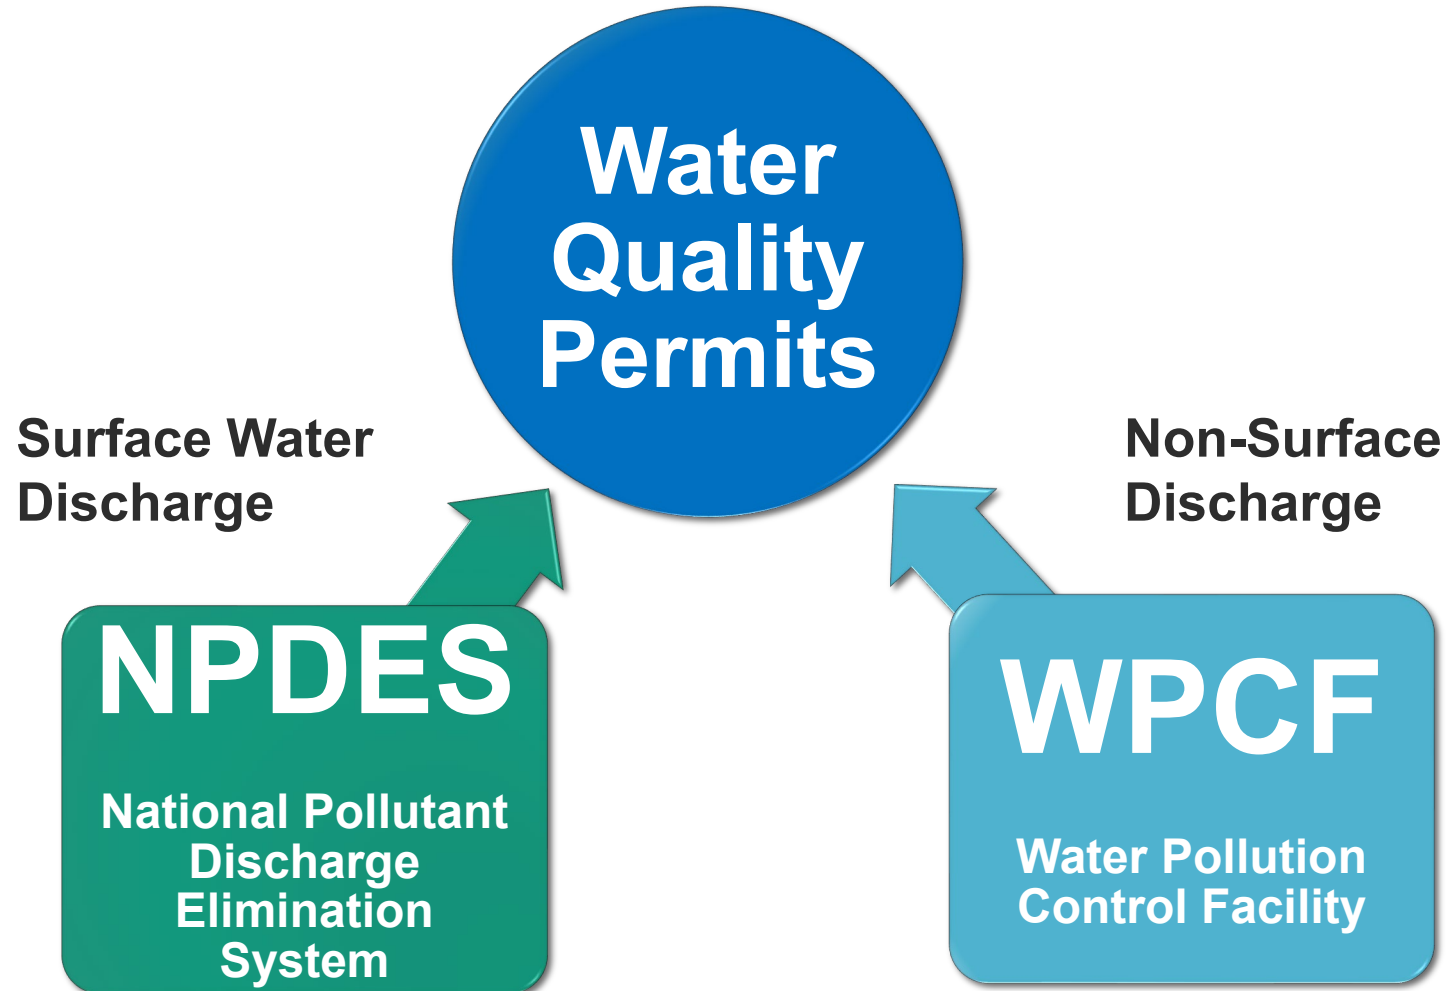 Water
Quality
Permits
Surface Water
Discharge
Non-Surface
Discharge
NPDES
National Pollutant
Discharge
Elimination
System
WPCF
Water Pollution
Control Facility